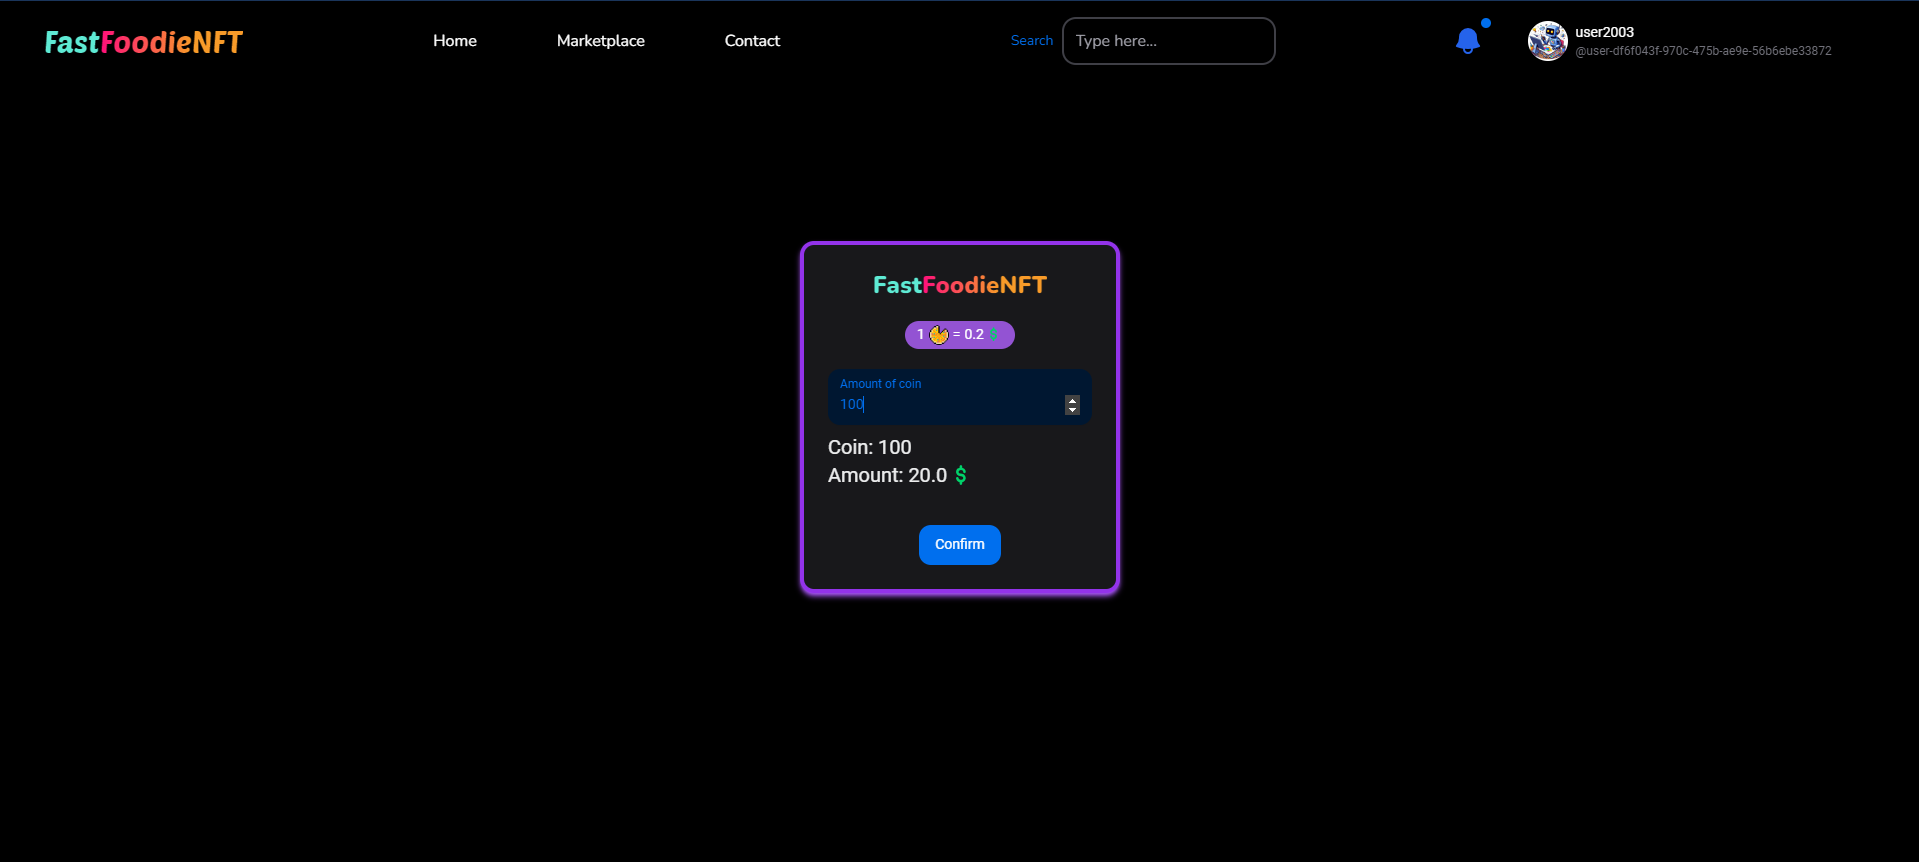 FastFoodieNFT
Home
Marketplace
Contact
Search
Type here...
user2003
@user-df6f043f-970c-475b-ae9e-56b6ebe33872
FastFoodieNFT
1 = 0.2 $
Amount of coin
100
Coin: 100
Amount: 20.0 $
Confirm